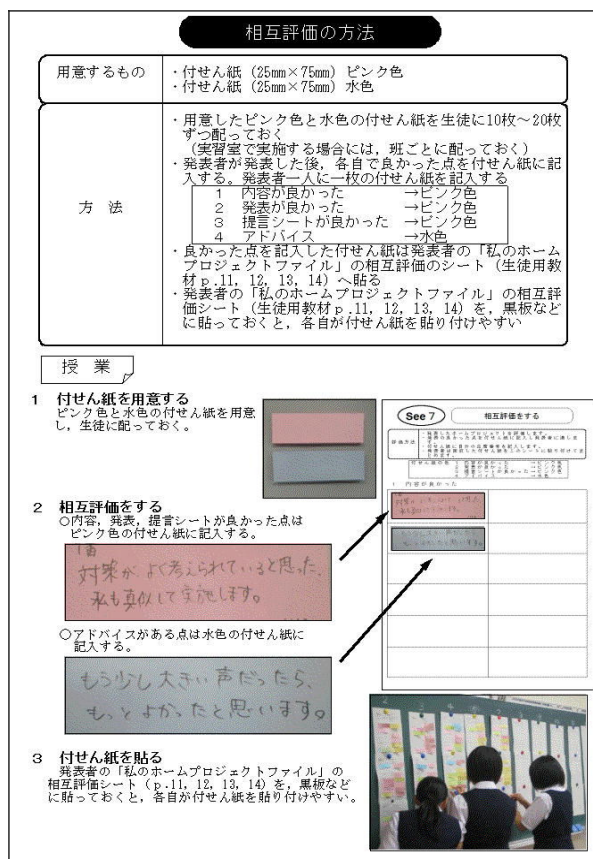 相互評価の方法
用意するもの
・付せん紙（25mm×75mm）ピンク色
・付せん紙（25mm×75mm）水色
方　法
・用意したピンク色と水色の付せん紙を生徒に10枚～20枚
ずつ配っておく
（実習室で実施する場合には，班ごとに配っておく）
・発表者が発表した後，各自で良かった点を付せん紙に記
入する。発表者一人に一枚の付せん紙を記入する
1　内容が良かった　→ピンク色
2　発表が良かった　→ピンク色
3　提言シートが良かった　→ピンク色
4　アドバイス　→水色
・良かった点を記入した付せん紙は発表者の「私のホーム
プロジェクトファイル」の相互評価のシート（生徒用教
材p.11，12，13，14）へ貼る
・発表者の「私のホームプロジェクトファイル」の相互評
価シート（生徒用教材p.11，12，13，14）を，黒板など
に貼っておくと，各自が付せん紙を貼り付けやすい
授　業
1　付せん紙を用意する
ピンク色と水色の付せん紙を用意
し，生徒に配っておく。
2　相互評価をする
○内容，発表，提言シートが良かった点は
ピンク色の付せん紙に記入する。
1番
対策がよく考えられていると思った、
私も真似して実施します。
○アドバイスがある点は水色の付せん紙に
記入する。
もう少し大きい声だったら、
もっとよかったと思います。
3　付せん紙を貼る
発表者の「私のホームプロジェクトファイル」の
相互評価シート（p.11，12，13，14）を，黒板など
に貼っておくと，各自が付せん紙を貼り付けやすい。
See 7
相互評価をする
評価方法
1　内容が良かった